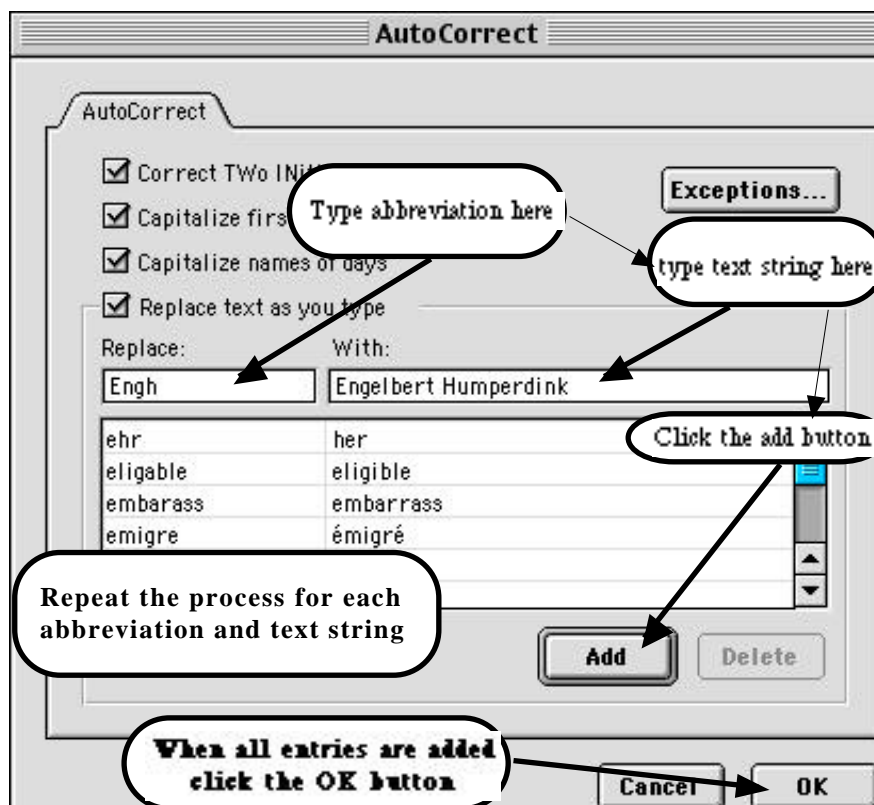 AutoCorrect
AutoCorrect
Correct TWo
Exceptions...
Type abbreviation here
Capitalize
type text string here
Capitalize names of days
Replace text as you type
Replace:
With:
Engh
Engelbert Humperdink
ehr
her
Click the add button
eligable
eligible
embarass
embarrass
emigre
émigré
Repeat the process for each
abbreviation and text string
Add
Delete
When all entries are added
click the OK button
Cancel
OK